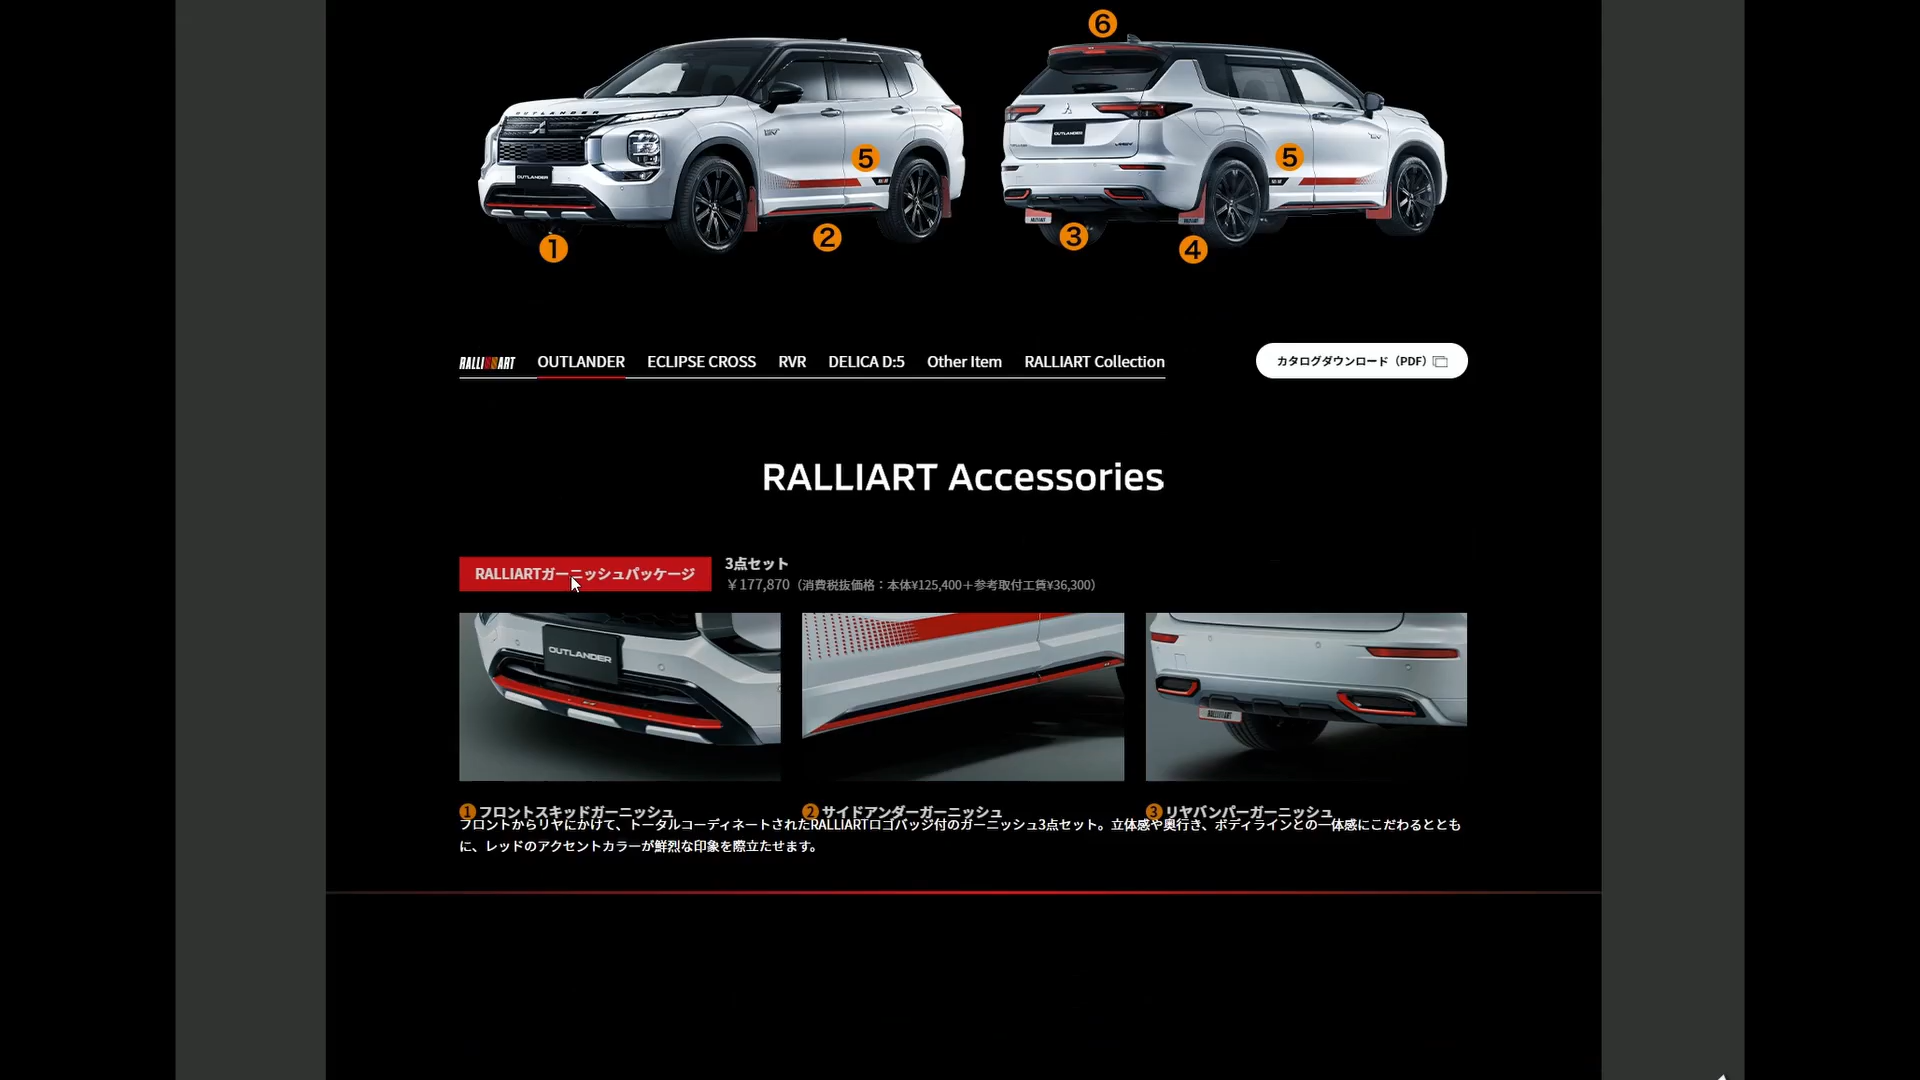 6
OUTLANDER
OUTLANDER
5
5
OUTLANDER
RALLIART
RALLIART
1
2
3
4
RALLIART
OUTLANDER
ECLIPSE CROSS
RVR
DELICA D:5
Other Item
RALLIART Collection
カタログダウンロード（PDF）
RALLIART Accessories
RALLIARTガーニッシュパッケージ
3点セット
￥177,870（消費税抜価格：本体¥125,400＋参考取付工賃¥36,300）
OUTLANDER
RALLIART
1 フロントスキッドガーニッシュ
2 サイドアンダーガーニッシュ
3 リヤバンパーガーニッシュ
フロントからリヤにかけて、トータルコーディネートされたRALLIARTロゴバッジ付のガーニッシュ3点セット。立体感や奥行き、ボディラインとの一体感にこだわるととも
に、レッドのアクセントカラーが鮮烈な印象を際立たせます。